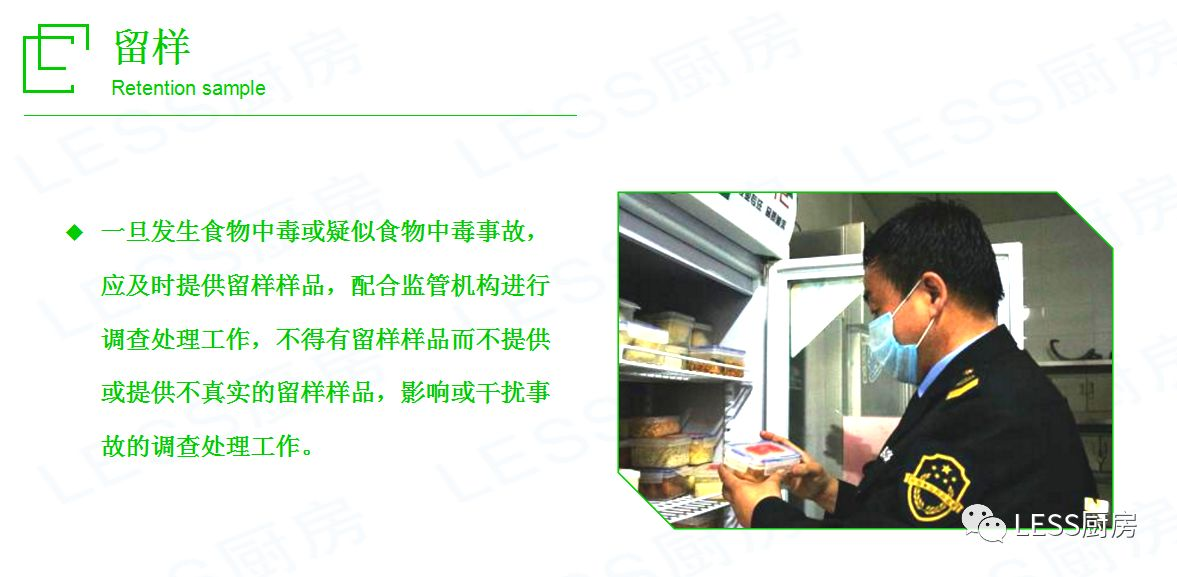 留样
Retention sample
一旦发生食物中毒或疑似食物中毒事故，
应及时提供留样样品，配合监管机构进行
调查处理工作，不得有留样样品而不提供
或提供不真实的留样样品，影响或干扰事
故的调查处理工作。
LESS厨房